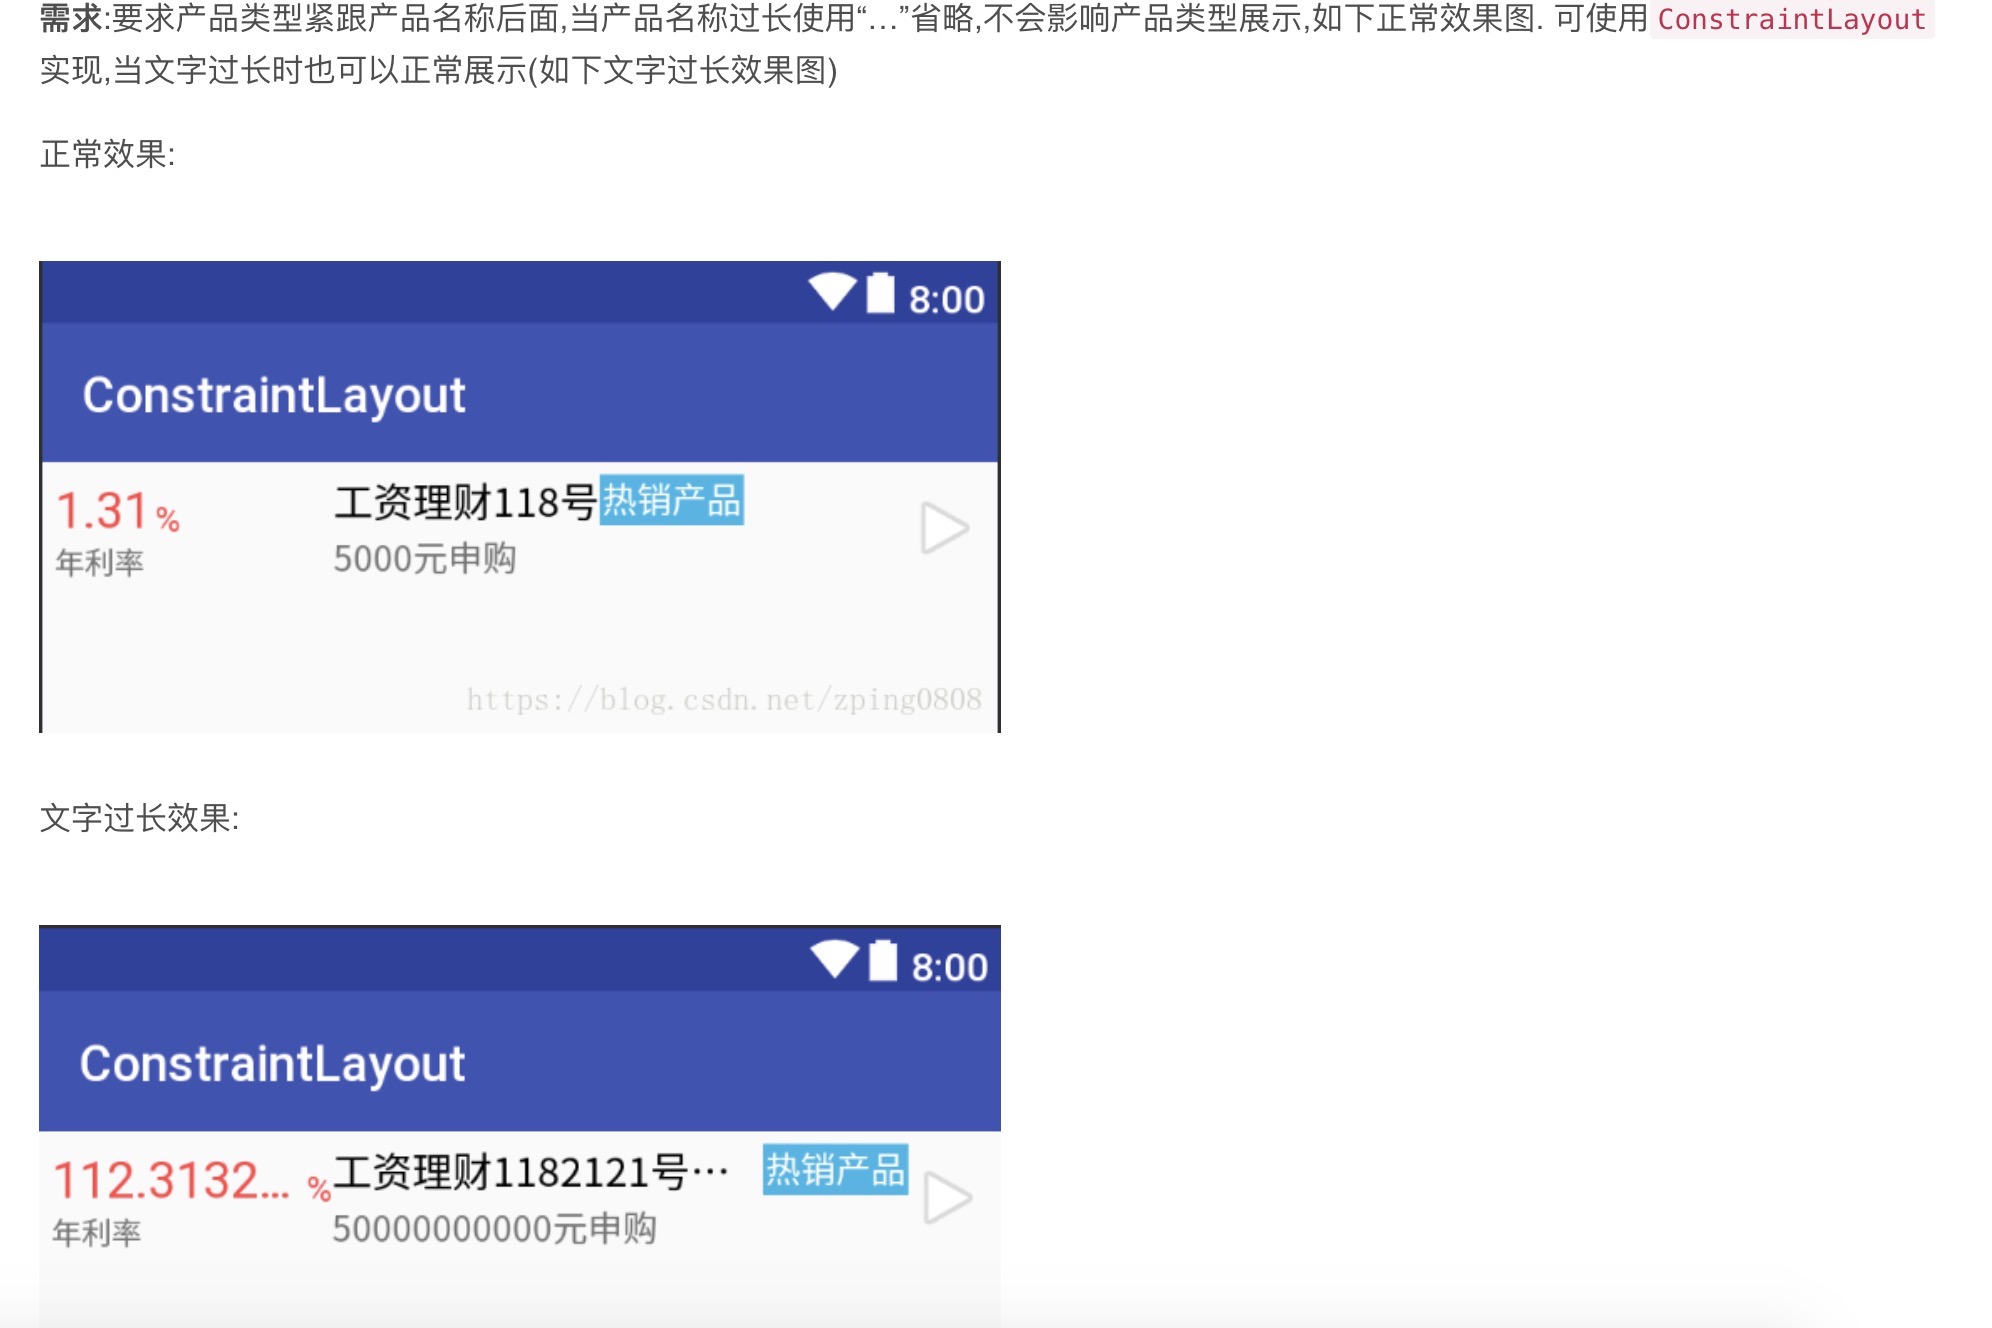 需求:要求产品类型紧跟产品名称后面,当产品名称过长使用“…”省略,不会影响产品类型展示,如下正常效果图. 可使用 ConstraintLayout
实现,当文字过长时也可以正常展示(如下文字过长效果图)
正常效果:
8:00
ConstraintLayout
1.31% 工资理财118号 热销产品
年利率 5000元申购
https://blog.csdn.net/zping0808
文字过长效果:
8:00
ConstraintLayout
112.3132... %工资理财1182121号··· 热销产品
年利率 50000000000元申购